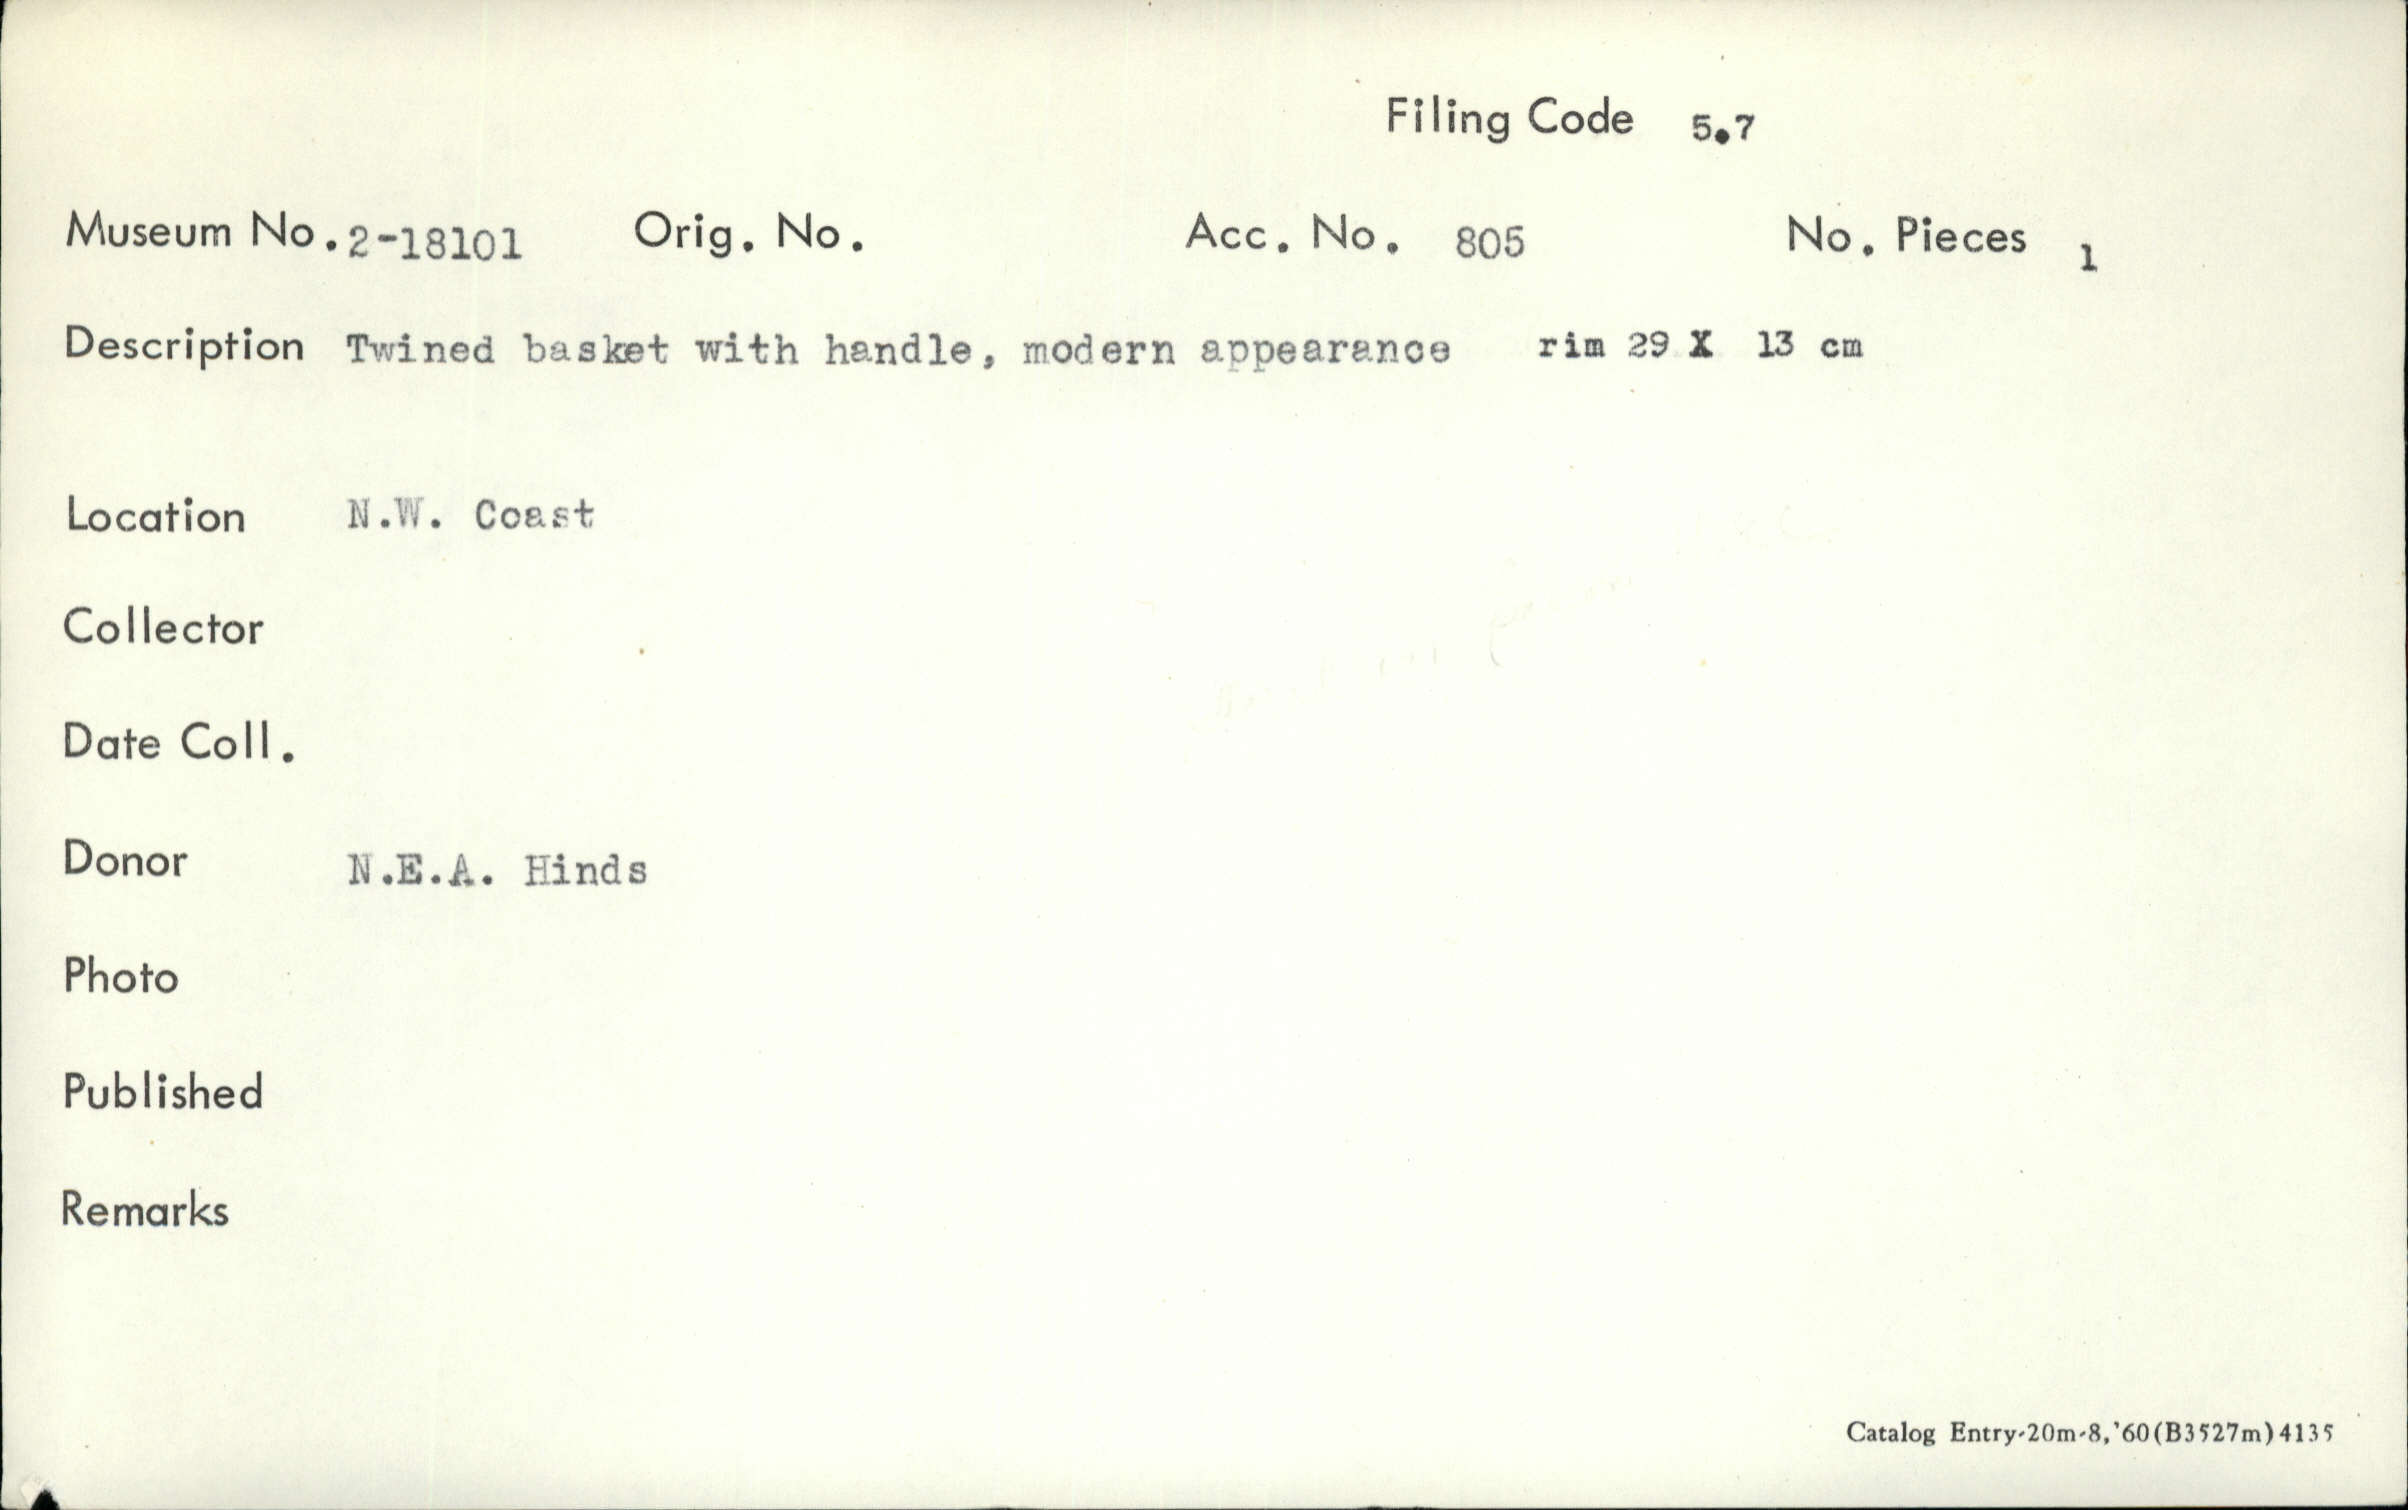 Filing Code 5.7
Museum No. 2-18101 Orig. No. Acc. No. 805 No. Pieces 1
Description Twined basket with handle, modern appearance rim 29 X 13 cm
Location N.W. Coast
Collector
Date Coll.
Donor N.E.A. Hinds
Photo
Published
Remarks
Catalog Entry-20m-8,'60(B3527m)4135